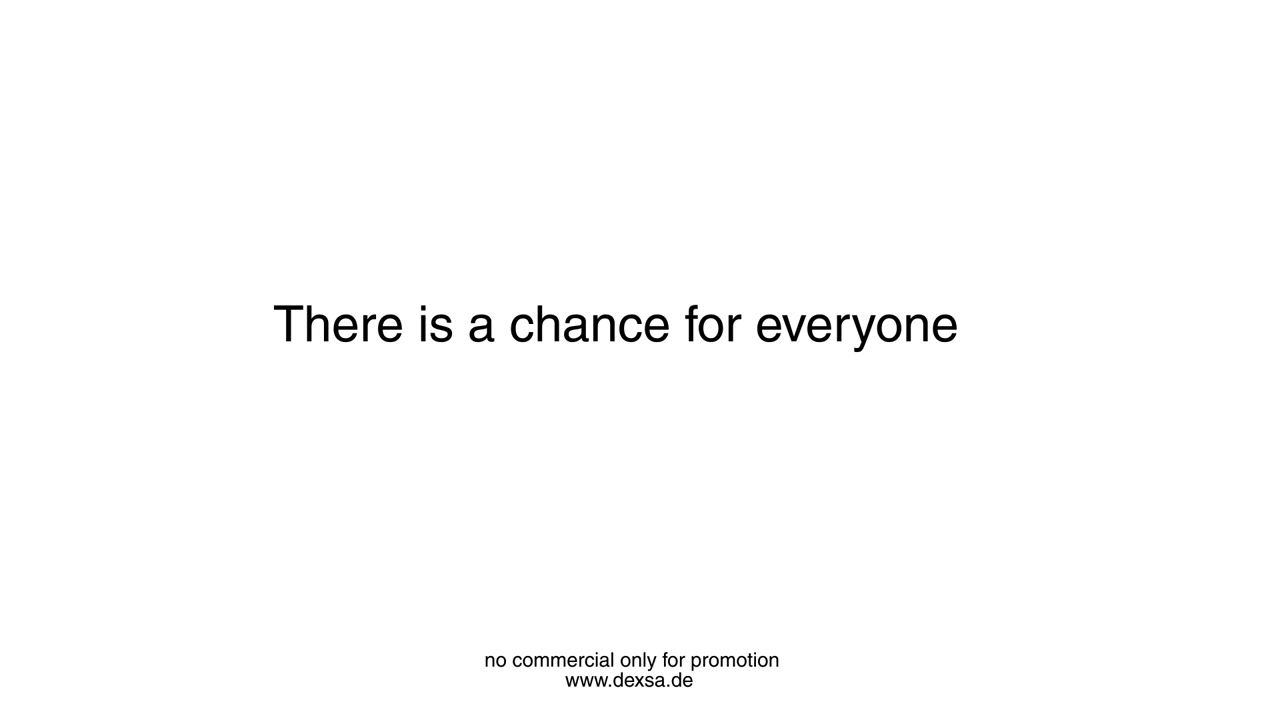 There is a chance for everyone
no commercial only for promotion
www.dexsa.de